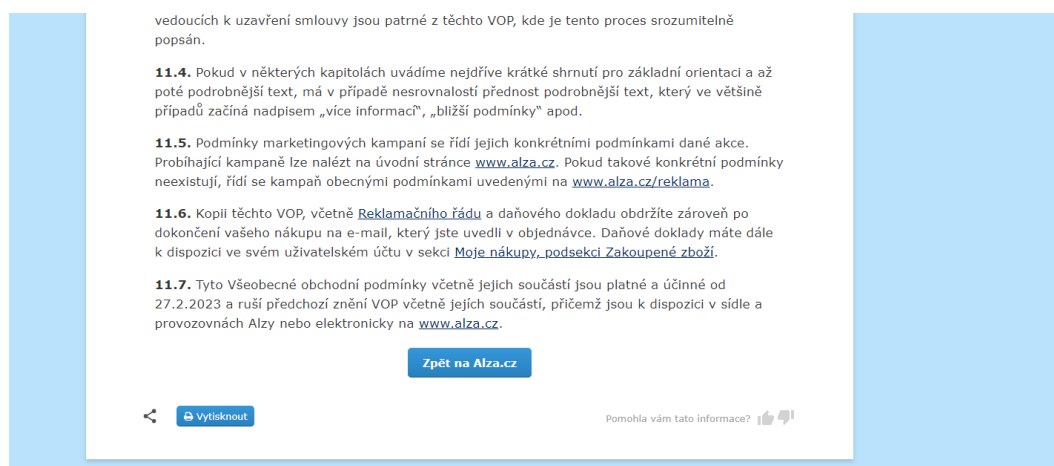 vedoucích k uzavření smlouvy jsou patrné z těchto VOP, kde je tento proces srozumitelně
popsán.
11.4. Pokud v některých kapitolách uvádíme nejdříve krátké shrnutí pro základní orientaci a až
poté podrobnější text, má v případě nesrovnalostí přednost podrobnější text, který ve většině
případů začíná nadpisem „více informací“, „bližší podmínky“ apod.
11.5. Podmínky marketingových kampaní se řídí jejich konkrétními podmínkami dané akce.
Probíhající kampaně lze nalézt na úvodní stránce www.alza.cz. Pokud takové konkrétní podmínky
neexistují, řídí se kampaň obecnými podmínkami uvedenými na www.alza.cz/reklama.
11.6. Kopii těchto VOP, včetně Reklamačního řádu a daňového dokladu obdržíte zároveň po
dokončení vašeho nákupu na e-mail, který jste uvedli v objednávce. Daňové doklady máte dále
k dispozici ve svém uživatelském účtu v sekci Moje nákupy, podsekci Zakoupené zboží.
11.7. Tyto Všeobecné obchodní podmínky včetně jejich součástí jsou platné a účinné od
27.2.2023 a ruší předchozí znění VOP včetně jejích součástí, přičemž jsou k dispozici v sídle a
provozovnách Alzy nebo elektronicky na www.alza.cz.
Zpět na Alza.cz
Vytisknout
Pomohla vám tato informace?